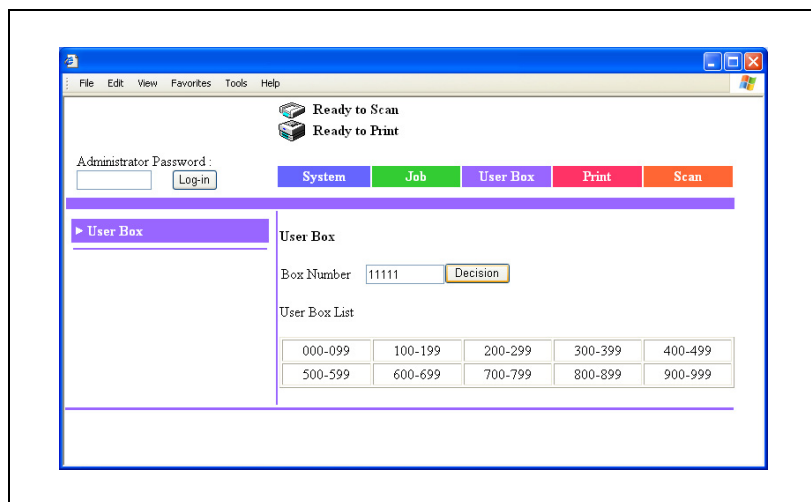 File Edit View Favorites Tools Help
Ready to Scan
Ready to Print
Administrator Password :
Log-in
System Job User Box Print Scan
User Box
User Box
Box Number 11111 Decision
User Box List
000-099 100-199 200-299 300-399 400-499
500-599 600-699 700-799 800-899 900-999